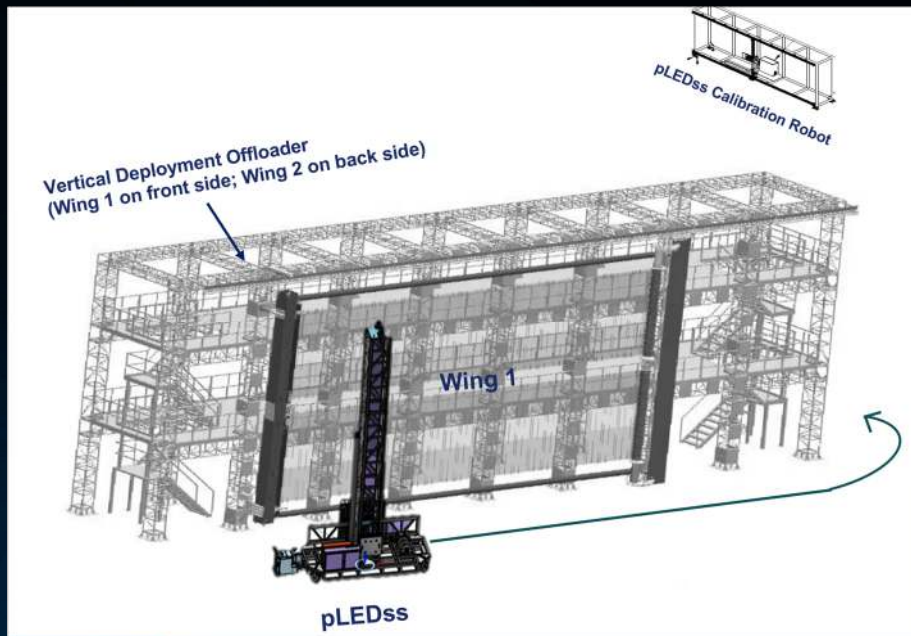 pLEDss Calibration Robot
Vertical Deployment Offloader
(Wing 1 on front side; Wing 2 on back side)
Wing 1
pLEDss